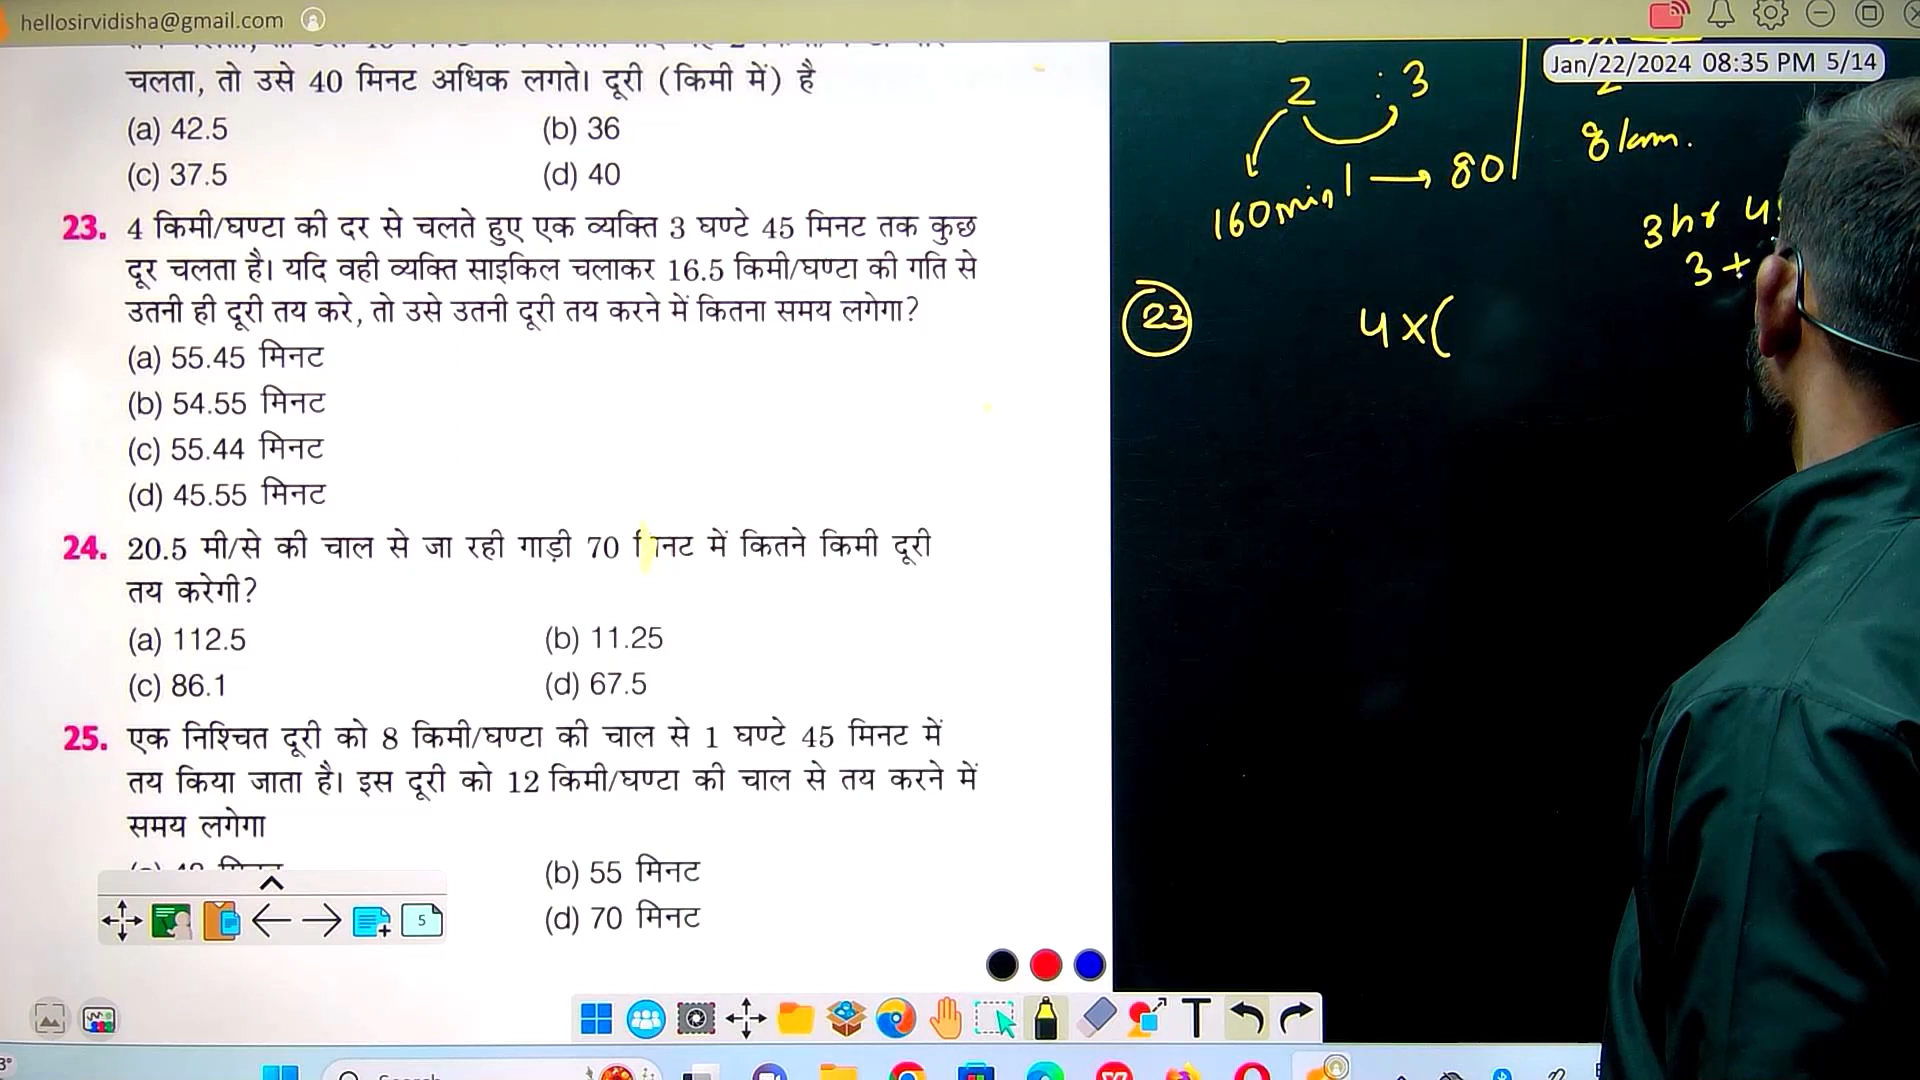 hellosirvidisha@gmail.com
Jan/22/2024 08:35 PM 5/14
चलता, तो उसे 40 मिनट अधिक लगते। दूरी (किमी में) है
(a) 42.5 (b) 36
(c) 37.5 (d) 40
23. 4 किमी/घण्टा की दर से चलते हुए एक व्यक्ति 3 घण्टे 45 मिनट तक कुछ
दूर चलता है। यदि वही व्यक्ति साइकिल चलाकर 16.5 किमी/घण्टा की गति से
उतनी ही दूरी तय करे, तो उसे उतनी दूरी तय करने में कितना समय लगेगा?
(a) 55.45 मिनट
(b) 54.55 मिनट
(c) 55.44 मिनट
(d) 45.55 मिनट
24. 20.5 मी/से की चाल से जा रही गाड़ी 70 मिनट में कितने किमी दूरी
तय करेगी?
(a) 112.5 (b) 11.25
(c) 86.1 (d) 67.5
25. एक निश्चित दूरी को 8 किमी/घण्टा की चाल से 1 घण्टे 45 मिनट में
तय किया जाता है। इस दूरी को 12 किमी/घण्टा की चाल से तय करने में
समय लगेगा
(b) 55 मिनट
(d) 70 मिनट
5
2 : 3
1 → 80
160min
8km.
3hr
3 +
23 4×(
Search